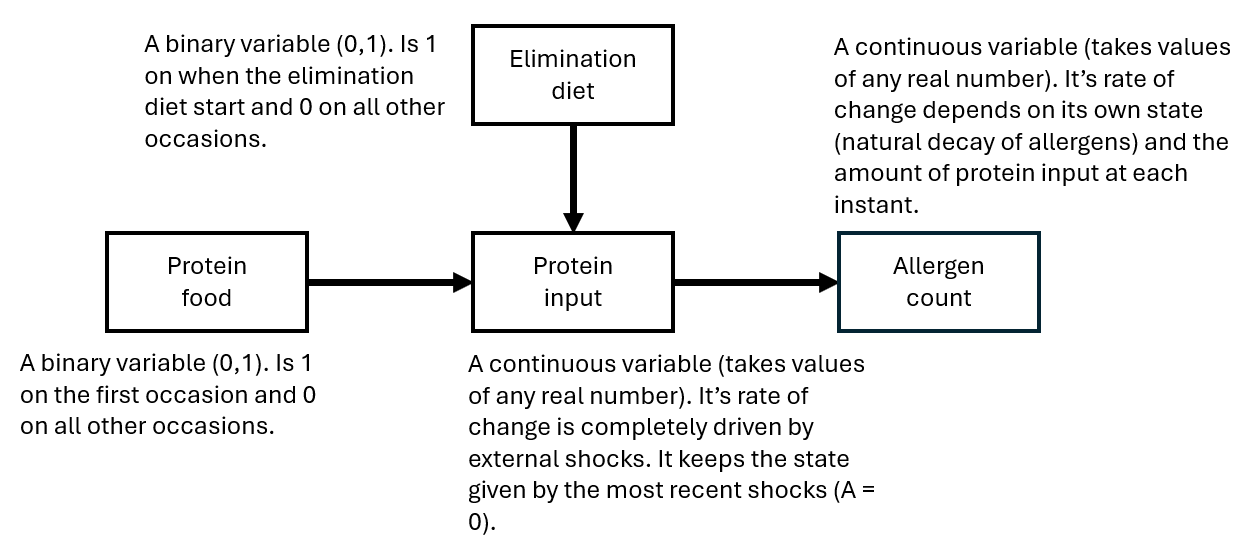 A binary variable (0,1). Is 1
on when the elimination
diet start and 0 on all other
occasions.
Elimination
diet
A continuous variable (takes values
of any real number). It’s rate of
change depends on its own state
(natural decay of allergens) and the
amount of protein input at each
instant.
Protein
food
Protein
input
Allergen
count
A binary variable (0,1). Is 1
on the first occasion and 0
on all other occasions.
A continuous variable (takes values
of any real number). It’s rate of
change is completely driven by
external shocks. It keeps the state
given by the most recent shocks (A =
0).